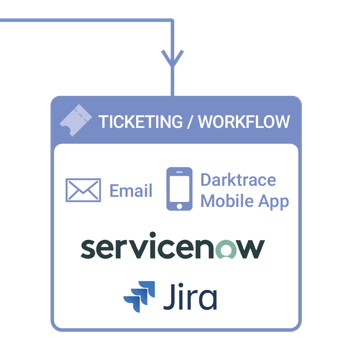 TICKETING / WORKFLOW
Email
Darktrace
Mobile App
servicenow
Jira